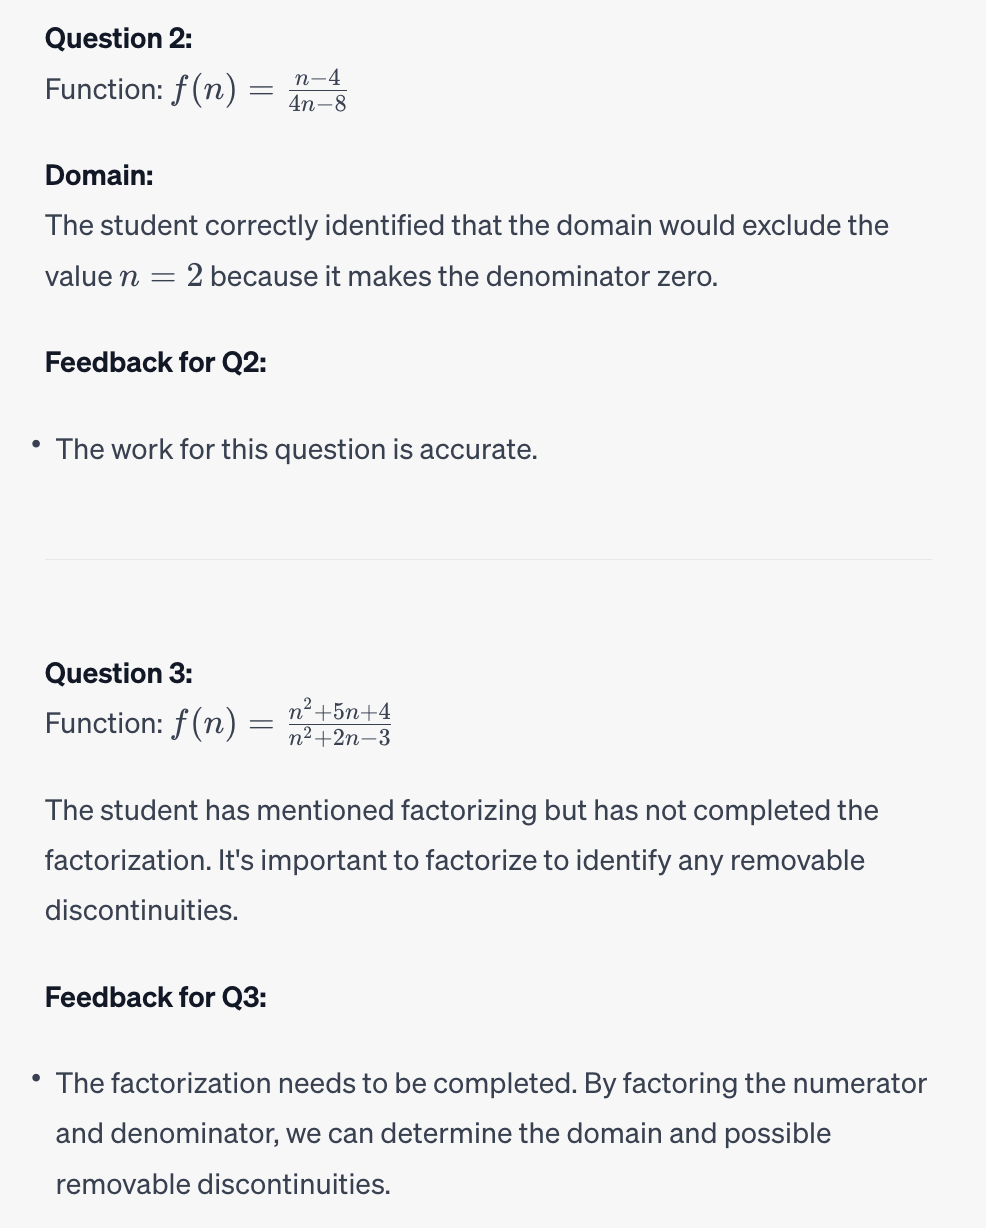 Question 2:
Function: f(n) = \frac{n-4}{4n-8}
Domain:
The student correctly identified that the domain would exclude the
value n = 2 because it makes the denominator zero.
Feedback for Q2:
• The work for this question is accurate.
Question 3:
Function: f(n) = \frac{n^2+5n+4}{n^2+2n-3}
The student has mentioned factorizing but has not completed the
factorization. It's important to factorize to identify any removable
discontinuities.
Feedback for Q3:
• The factorization needs to be completed. By factoring the numerator
and denominator, we can determine the domain and possible
removable discontinuities.